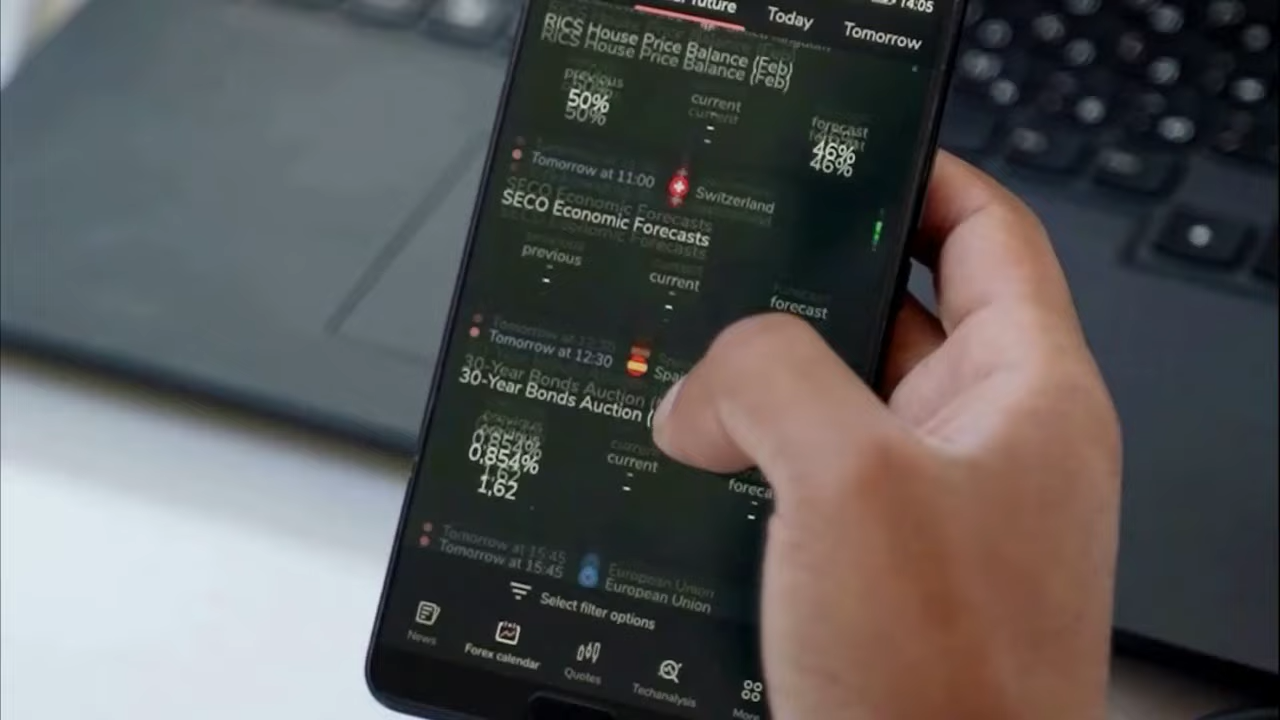 14:05
future
Today
Tomorrow
RICS House Price Balance (Feb)
previous
current
forecast
50%
-
46%
Tomorrow at 11:00
Switzerland
SECO Economic Forecasts
previous
current
forecast
-
-
Tomorrow at 12:30
30-Year Bonds Auction (
previous
current
0,854%
-
-
1,62
Tomorrow at 15:45
European Union
Select filter options
News
Forex calendar
Quotes
Techanalysis
More